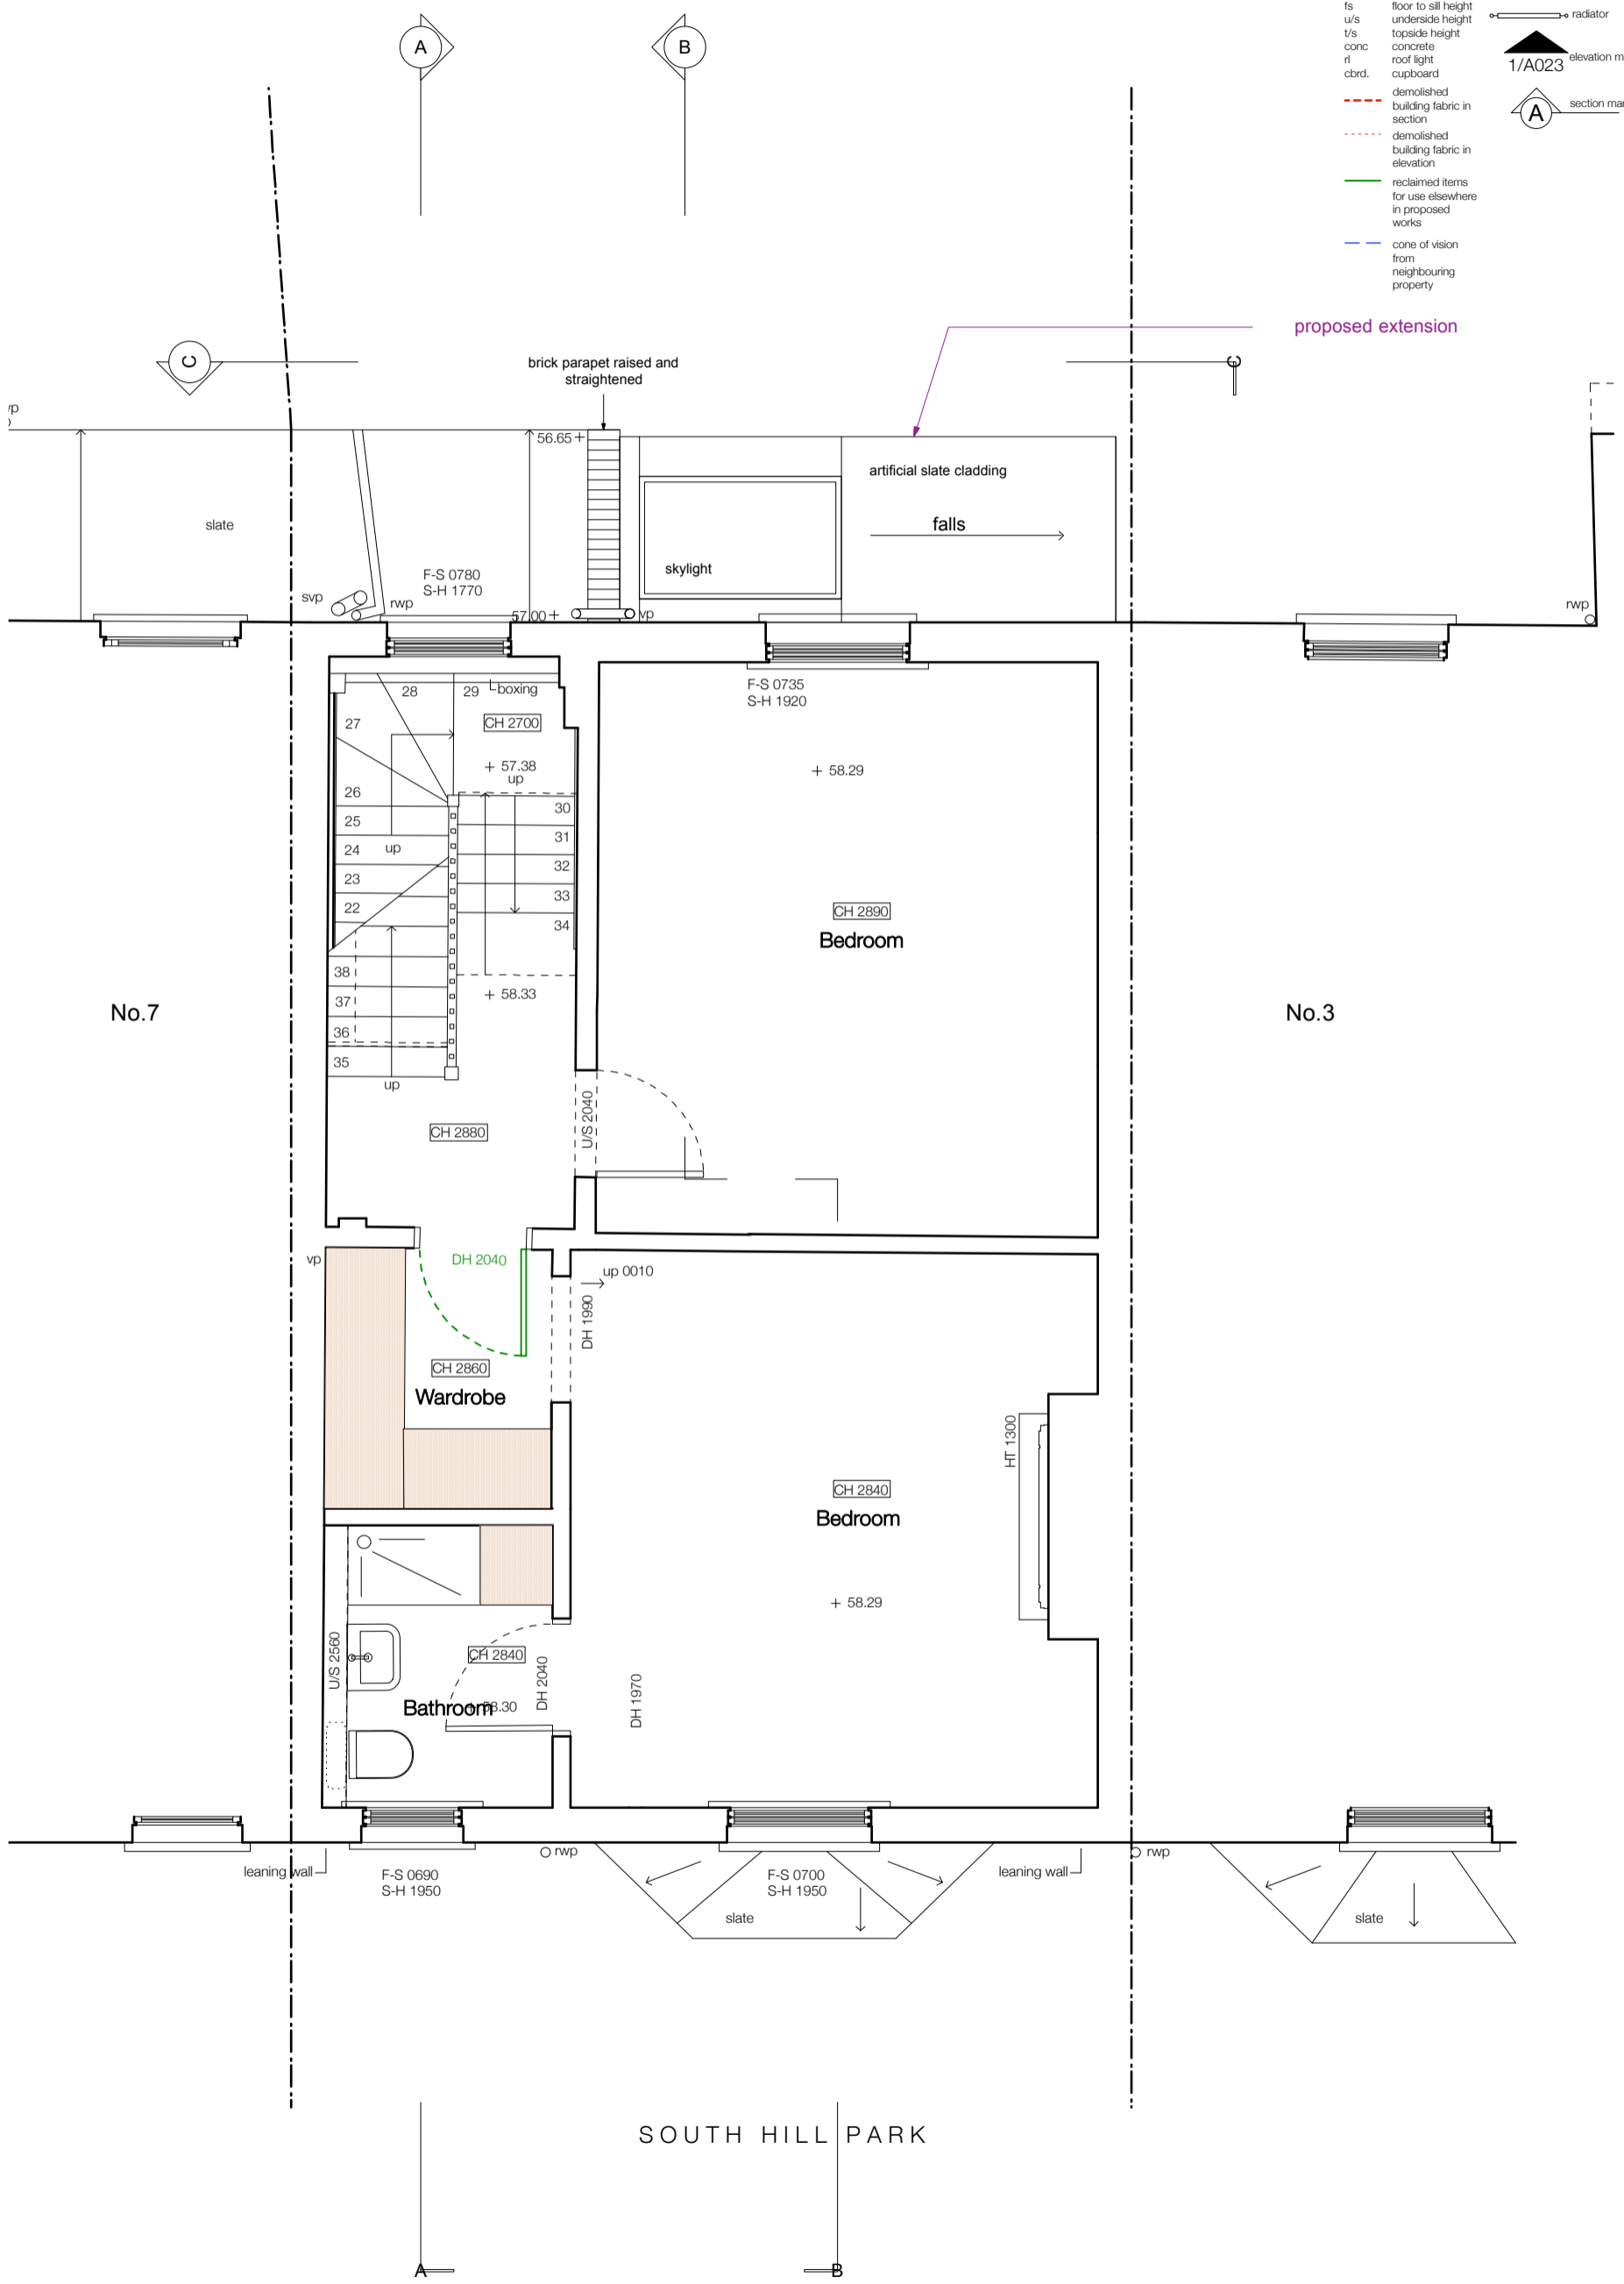 fs floor to sill height
u/s underside height
t/s topside height
conc concrete
rl roof light
cbrd. cupboard
demolished
building fabric in
section
demolished
building fabric in
elevation
reclaimed items
for use elsewhere
in proposed
works
cone of vision
from
neighbouring
property
radiator
1/A023
elevation m
A
section mar
A
B
proposed extension
C
C
brick parapet raised and
straightened
56.65
artificial slate cladding
slate
falls
skylight
F-S 0780
S-H 1770
svp
rwp
57.00
vp
rwp
28
29
boxing
27
CH 2700
57.38
up
F-S 0735
S-H 1920
58.29
26
25
24
23
22
up
30
31
32
33
34
CH 2890
Bedroom
38
37
36
35
up
58.33
No.7
No.3
CH 2880
U/S 2040
vp
DH 2040
up 0010
DH 1990
CH 2860
Wardrobe
HT 1300
CH 2840
Bedroom
58.29
U/S 2560
CH 2840
Bathroom
58.30
DH 2040
DH 1970
leaning wall
F-S 0690
S-H 1950
rwp
F-S 0700
S-H 1950
slate
leaning wall
rwp
slate
SOUTH HILL PARK
A
B